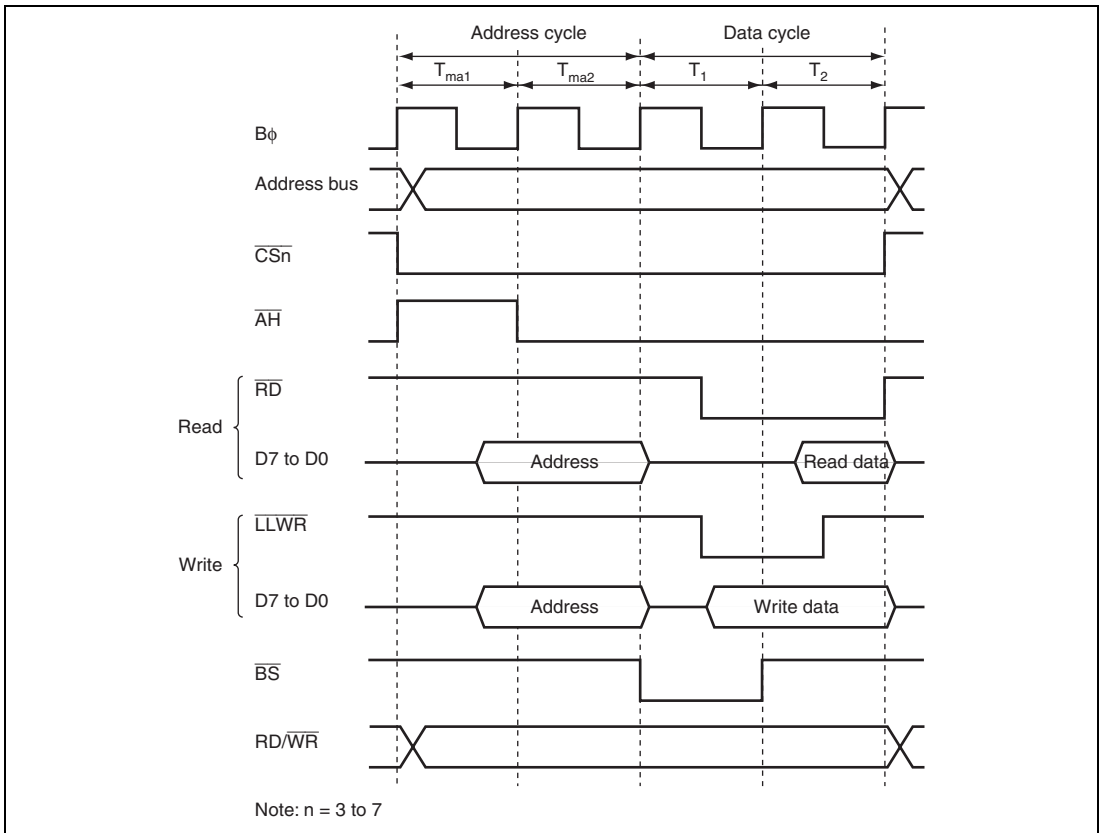 Address cycle Data cycle
Tma1 Tma2 T1 T2
Bϕ
Address bus
CSn
AH
RD
Read
D7 to D0 Address Read data
LLWR
Write
D7 to D0 Address Write data
BS
RD/WR
Note: n = 3 to 7